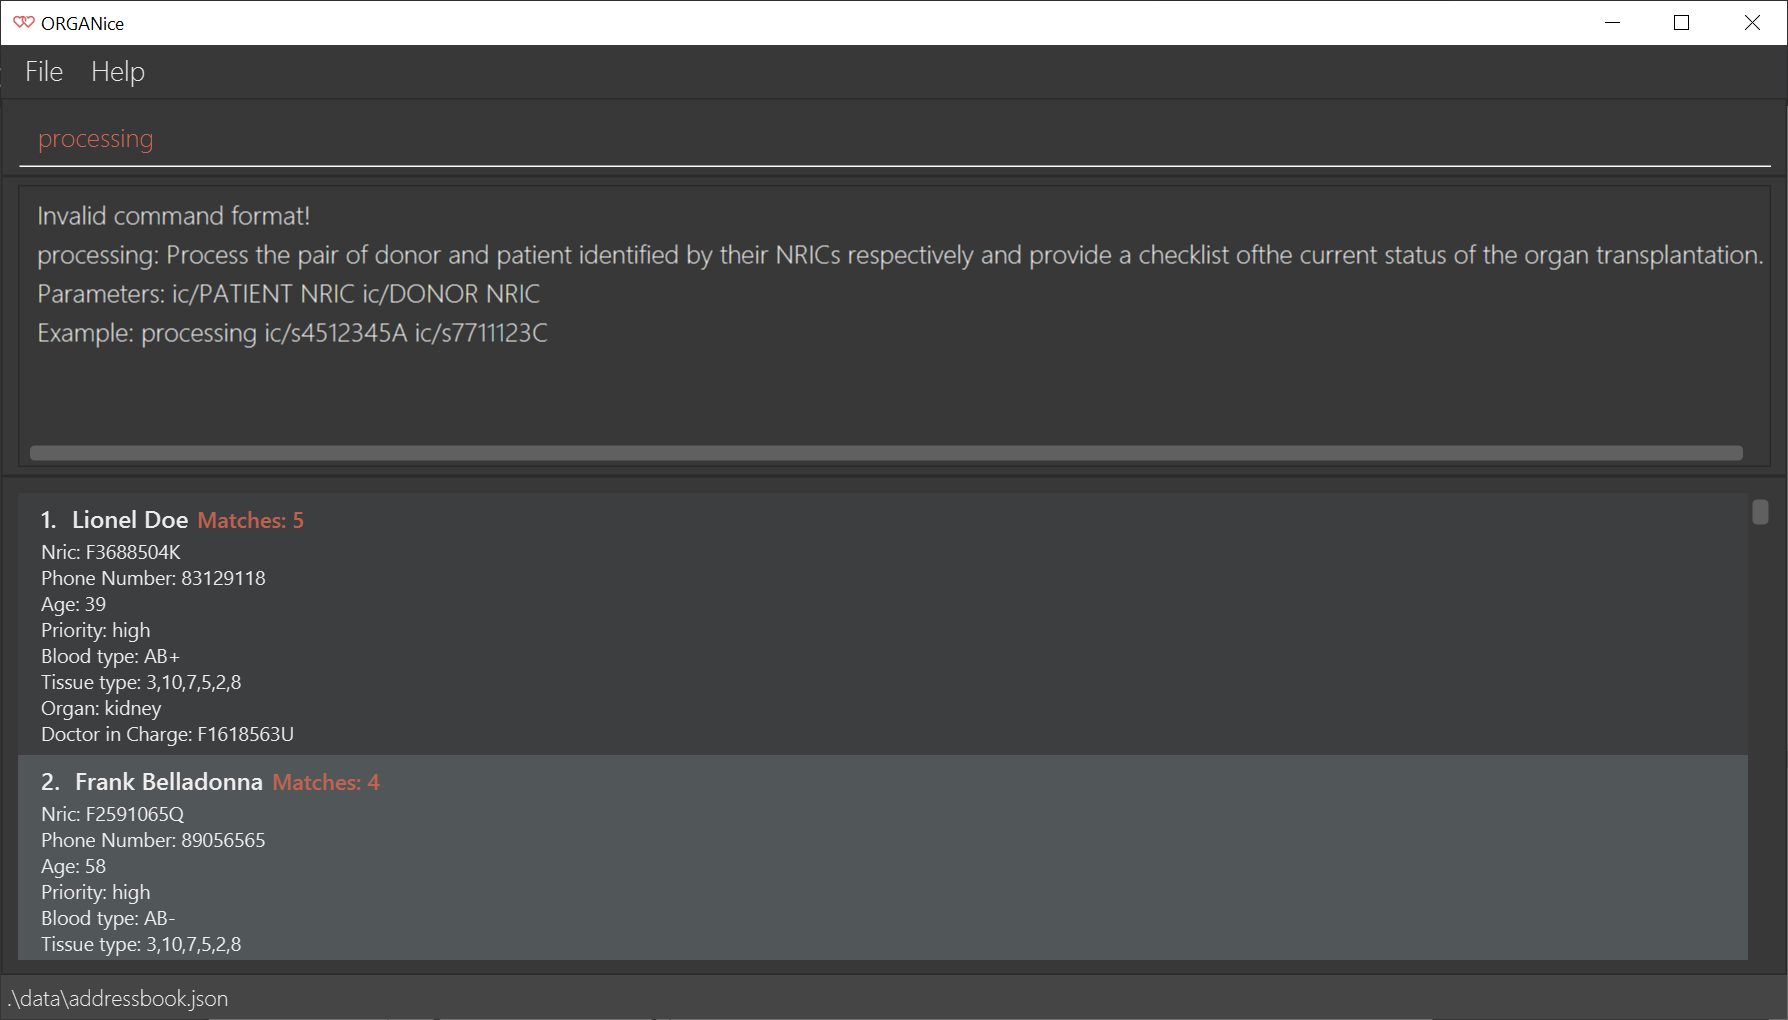 ORGANice
File Help
processing
Invalid command format!
processing: Process the pair of donor and patient identified by their NRICs respectively and provide a checklist ofthe current status of the organ transplantation.
Parameters: ic/PATIENT NRIC ic/DONOR NRIC
Example: processing ic/s4512345A ic/s7711123C
1. Lionel Doe Matches: 5
Nric: F3688504K
Phone Number: 83129118
Age: 39
Priority: high
Blood type: AB+
Tissue type: 3,10,7,5,2,8
Organ: kidney
Doctor in Charge: F1618563U
2. Frank Belladonna Matches: 4
Nric: F2591065Q
Phone Number: 89056565
Age: 58
Priority: high
Blood type: AB-
Tissue type: 3,10,7,5,2,8
.\data\addressbook.json